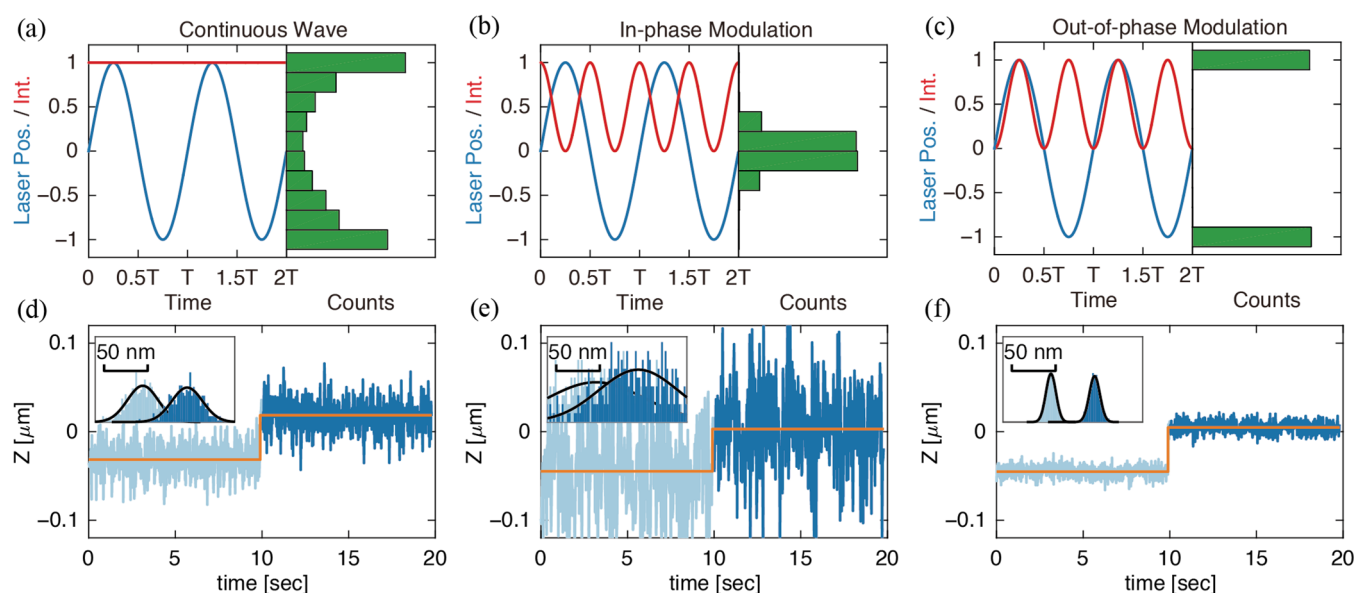 (a)
Continuous Wave
Laser Pos. / Int.
1
0.5
0
−0.5
−1
0 0.5T T 1.5T 2T
Time
Counts
(b)
In-phase Modulation
Laser Pos. / Int.
1
0.5
0
−0.5
−1
0 0.5T T 1.5T 2T
Time
Counts
(c)
Out-of-phase Modulation
Laser Pos. / Int.
1
0.5
0
−0.5
−1
0 0.5T T 1.5T 2T
Time
Counts
(d)
Z [μm]
0.1
0
−0.1
50 nm
0 5 10 15 20
time [sec]
(e)
Z [μm]
0.1
0
−0.1
50 nm
0 5 10 15 20
time [sec]
(f)
Z [μm]
0.1
0
−0.1
50 nm
0 5 10 15 20
time [sec]